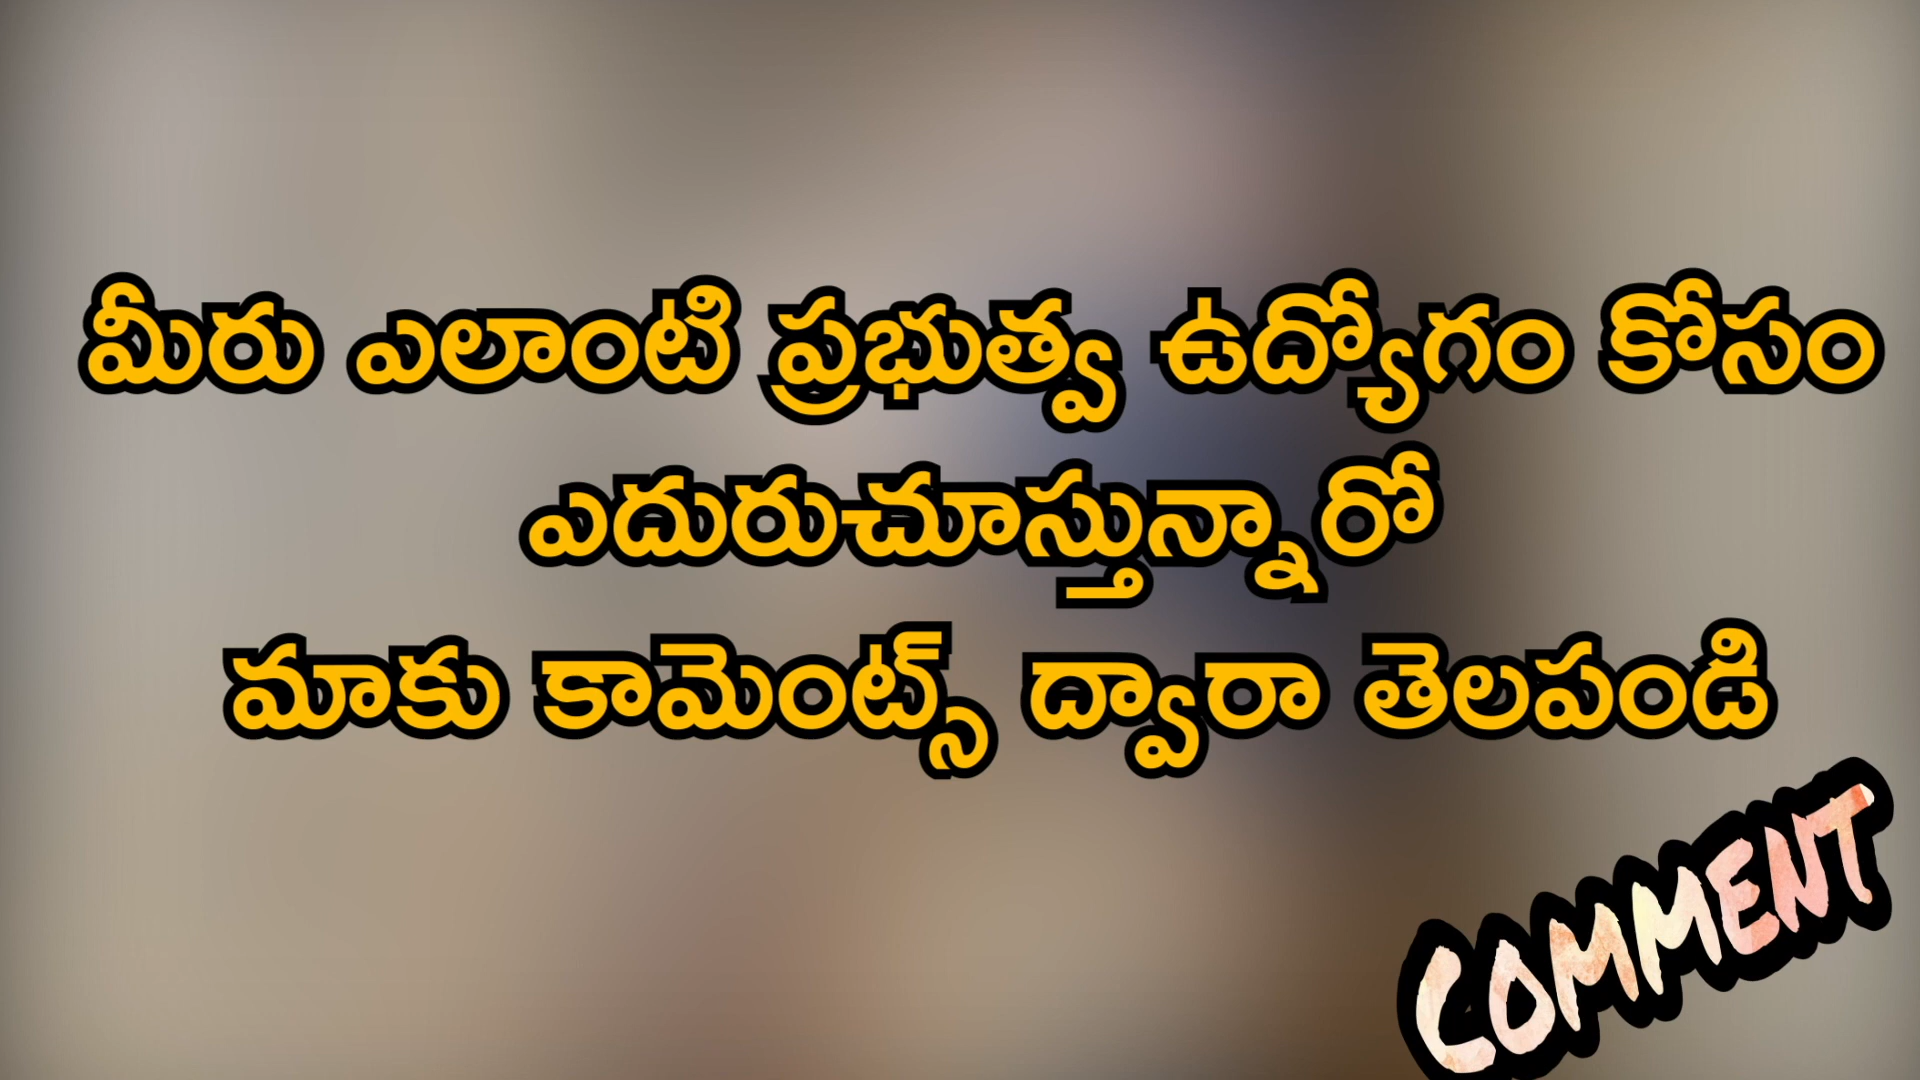 మీరు ఎలాంటి ప్రభుత్వ ఉద్యోగం కోసం
ఎదురుచూస్తున్నారో
మాకు కామెంట్స్ ద్వారా తెలపండి
COMMENT